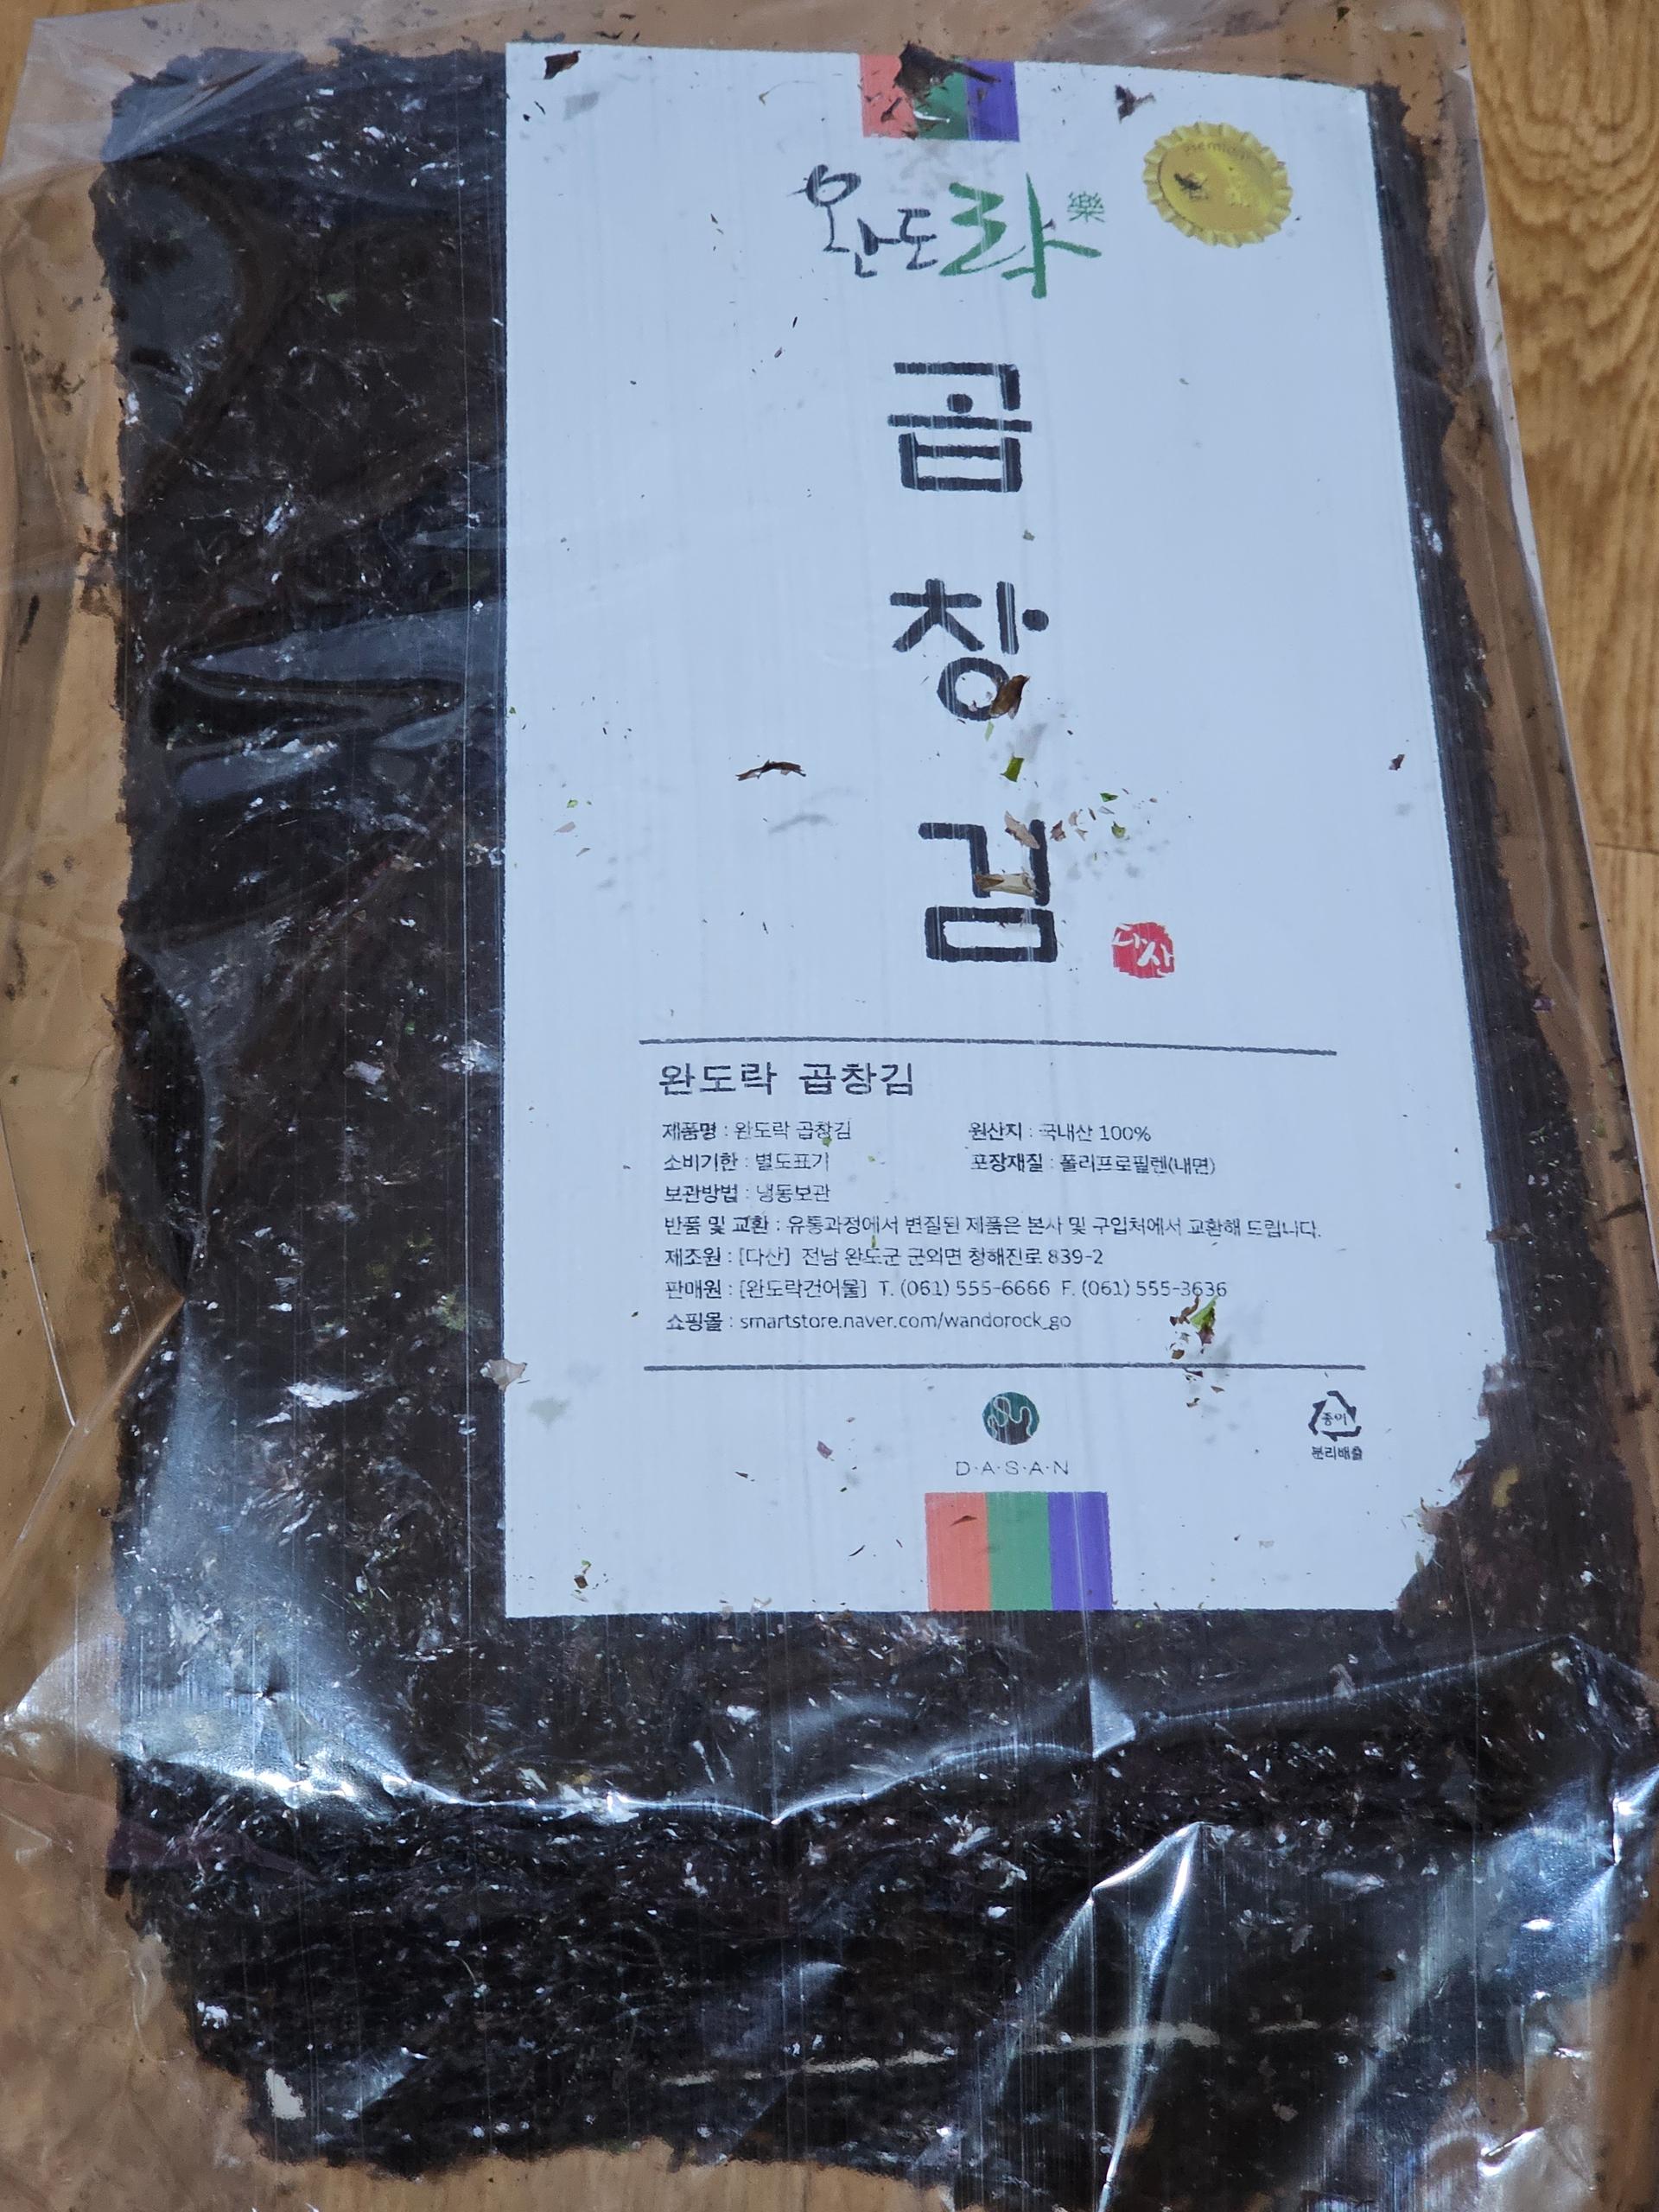 완도락 樂
곱
창
김
다산
완도락 곱창김
제품명 : 완도락 곱창김
원산지 : 국내산 100%
소비기한 : 별도표기
포장재질 : 폴리프로필렌(내면)
보관방법 : 냉동보관
반품 및 교환 : 유통과정에서 변질된 제품은 본사 및 구입처에서 교환해 드립니다.
제조원 : [다산] 전남 완도군 군외면 청해진로 839-2
판매원 : [완도락건어물] T. (061) 555-6666 F. (061) 555-3636
쇼핑몰 : smartstore.naver.com/wandorock_go
종이
분리배출
D·A·S·A·N